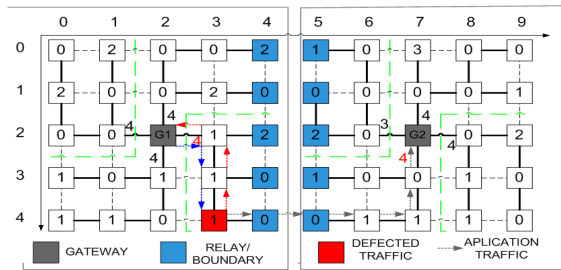 0 1 2 3 4 5 6 7 8 9
0 0 2 0 0 2 1 0 3 0 0
1 2 0 0 2 0 0 0 0 0 1
4 4
4 3
2 0 0 G1 1 2 2 0 G2 0 2
4 4
4 4
3 1 0 1 1 0 1 0 0 0 0
4 1 1 0 1 0 0 1 1 1 0
GATEWAY
RELAY/
BOUNDARY
DEFECTED
TRAFFIC
APLICATION
TRAFFIC